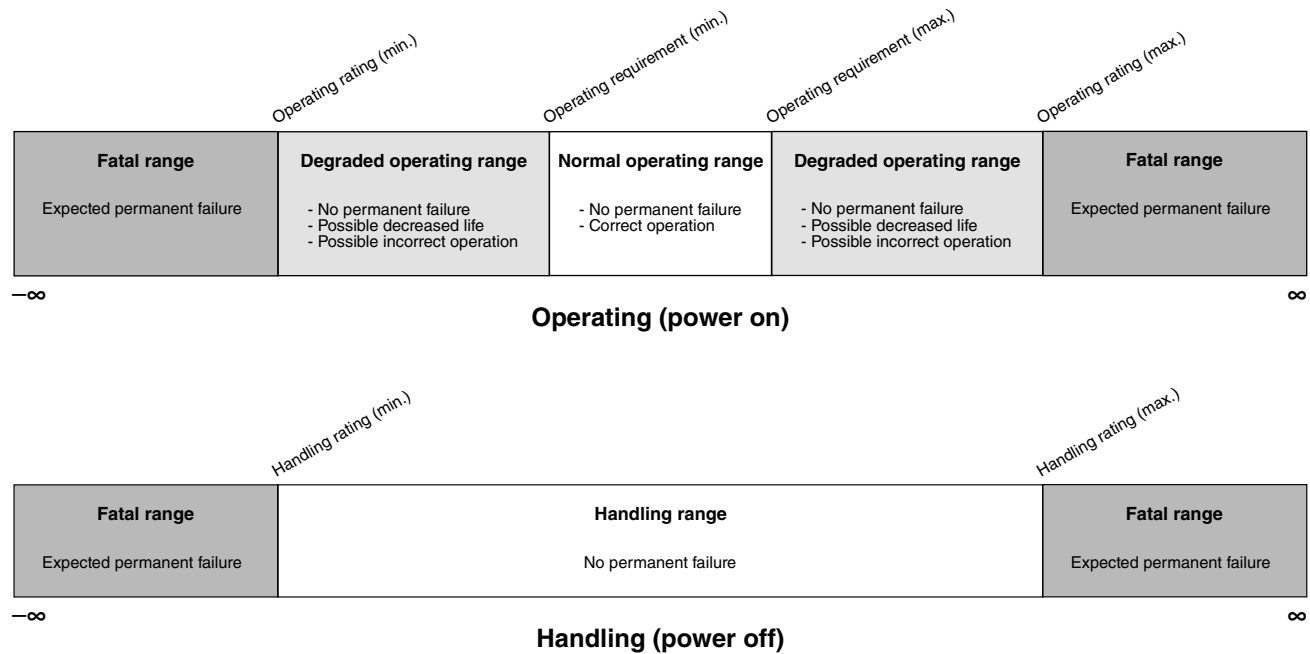 Operating rating (min.)
Operating requirement (min.)
Operating requirement (max.)
Operating rating (max.)
Fatal range
Expected permanent failure
Degraded operating range
- No permanent failure
- Possible decreased life
- Possible incorrect operation
Normal operating range
- No permanent failure
- Correct operation
Degraded operating range
- No permanent failure
- Possible decreased life
- Possible incorrect operation
Fatal range
Expected permanent failure
–∞
∞
Operating (power on)
Handling rating (min.)
Handling rating (max.)
Fatal range
Expected permanent failure
Handling range
No permanent failure
Fatal range
Expected permanent failure
–∞
∞
Handling (power off)